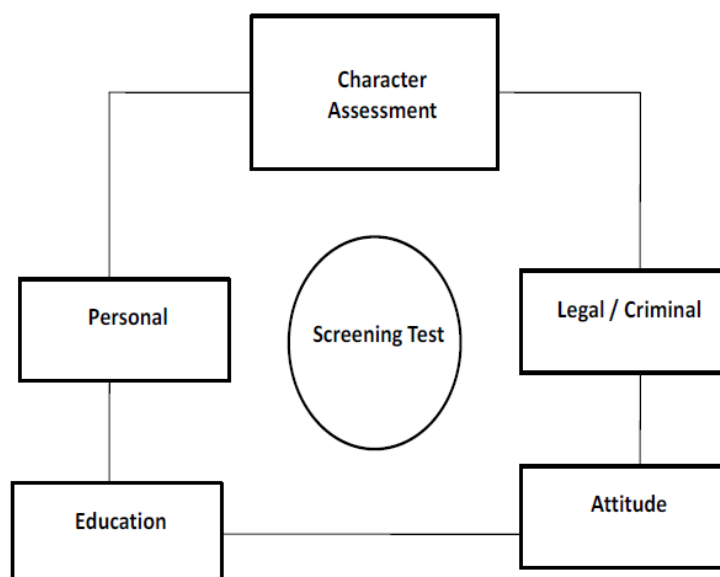 Character
Assessment
Personal
Legal / Criminal
Screening Test
Education
Attitude